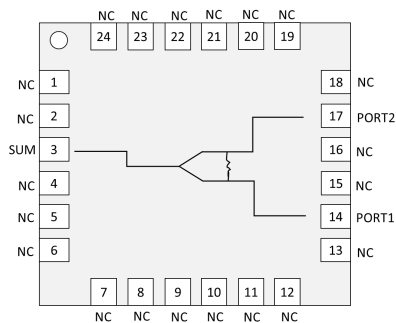 NC NC NC NC NC NC
24 23 22 21 20 19
NC 1 18 NC
NC 2 17 PORT2
SUM 3 16 NC
NC 4 15 NC
NC 5 14 PORT1
NC 6 13 NC
7 8 9 10 11 12
NC NC NC NC NC NC